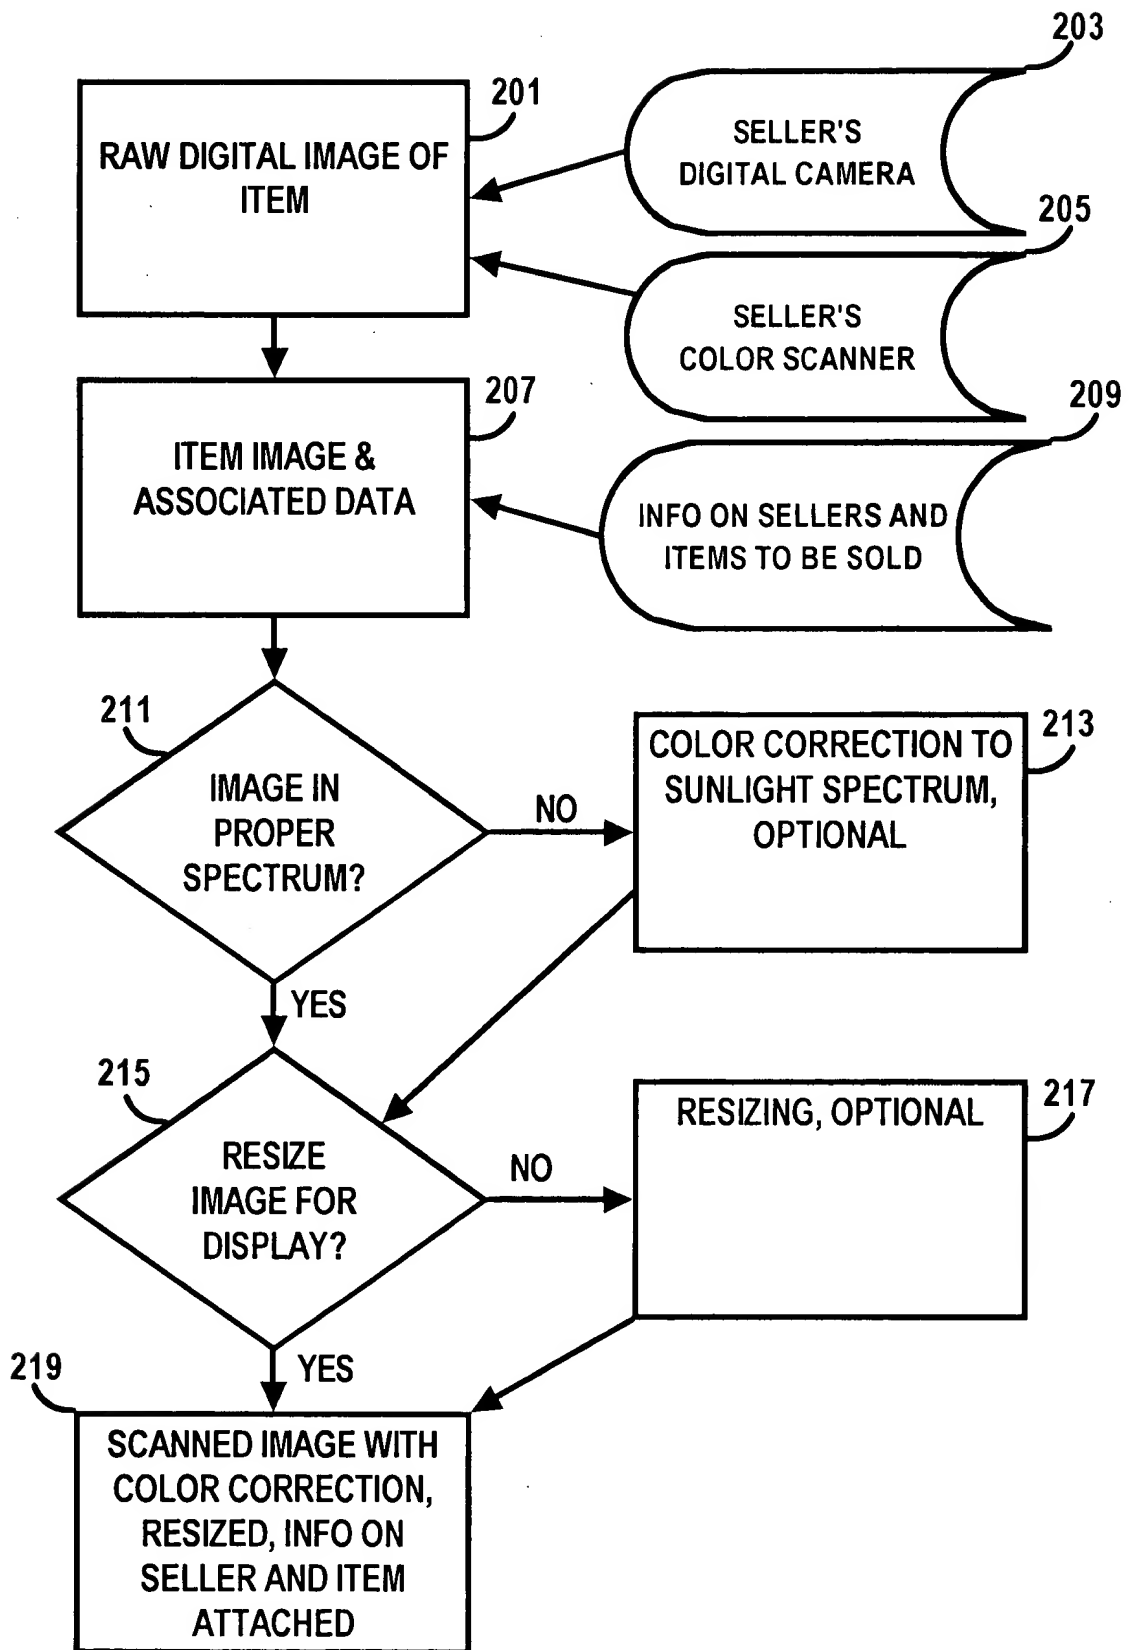 203
201
RAW DIGITAL IMAGE OF
ITEM
SELLER'S
DIGITAL CAMERA
205
SELLER'S
COLOR SCANNER
207
ITEM IMAGE &
ASSOCIATED DATA
209
INFO ON SELLERS AND
ITEMS TO BE SOLD
211
IMAGE IN
PROPER
SPECTRUM?
NO
213
COLOR CORRECTION TO
SUNLIGHT SPECTRUM,
OPTIONAL
YES
215
RESIZE
IMAGE FOR
DISPLAY?
NO
217
RESIZING, OPTIONAL
YES
219
SCANNED IMAGE WITH
COLOR CORRECTION,
RESIZED, INFO ON
SELLER AND ITEM
ATTACHED